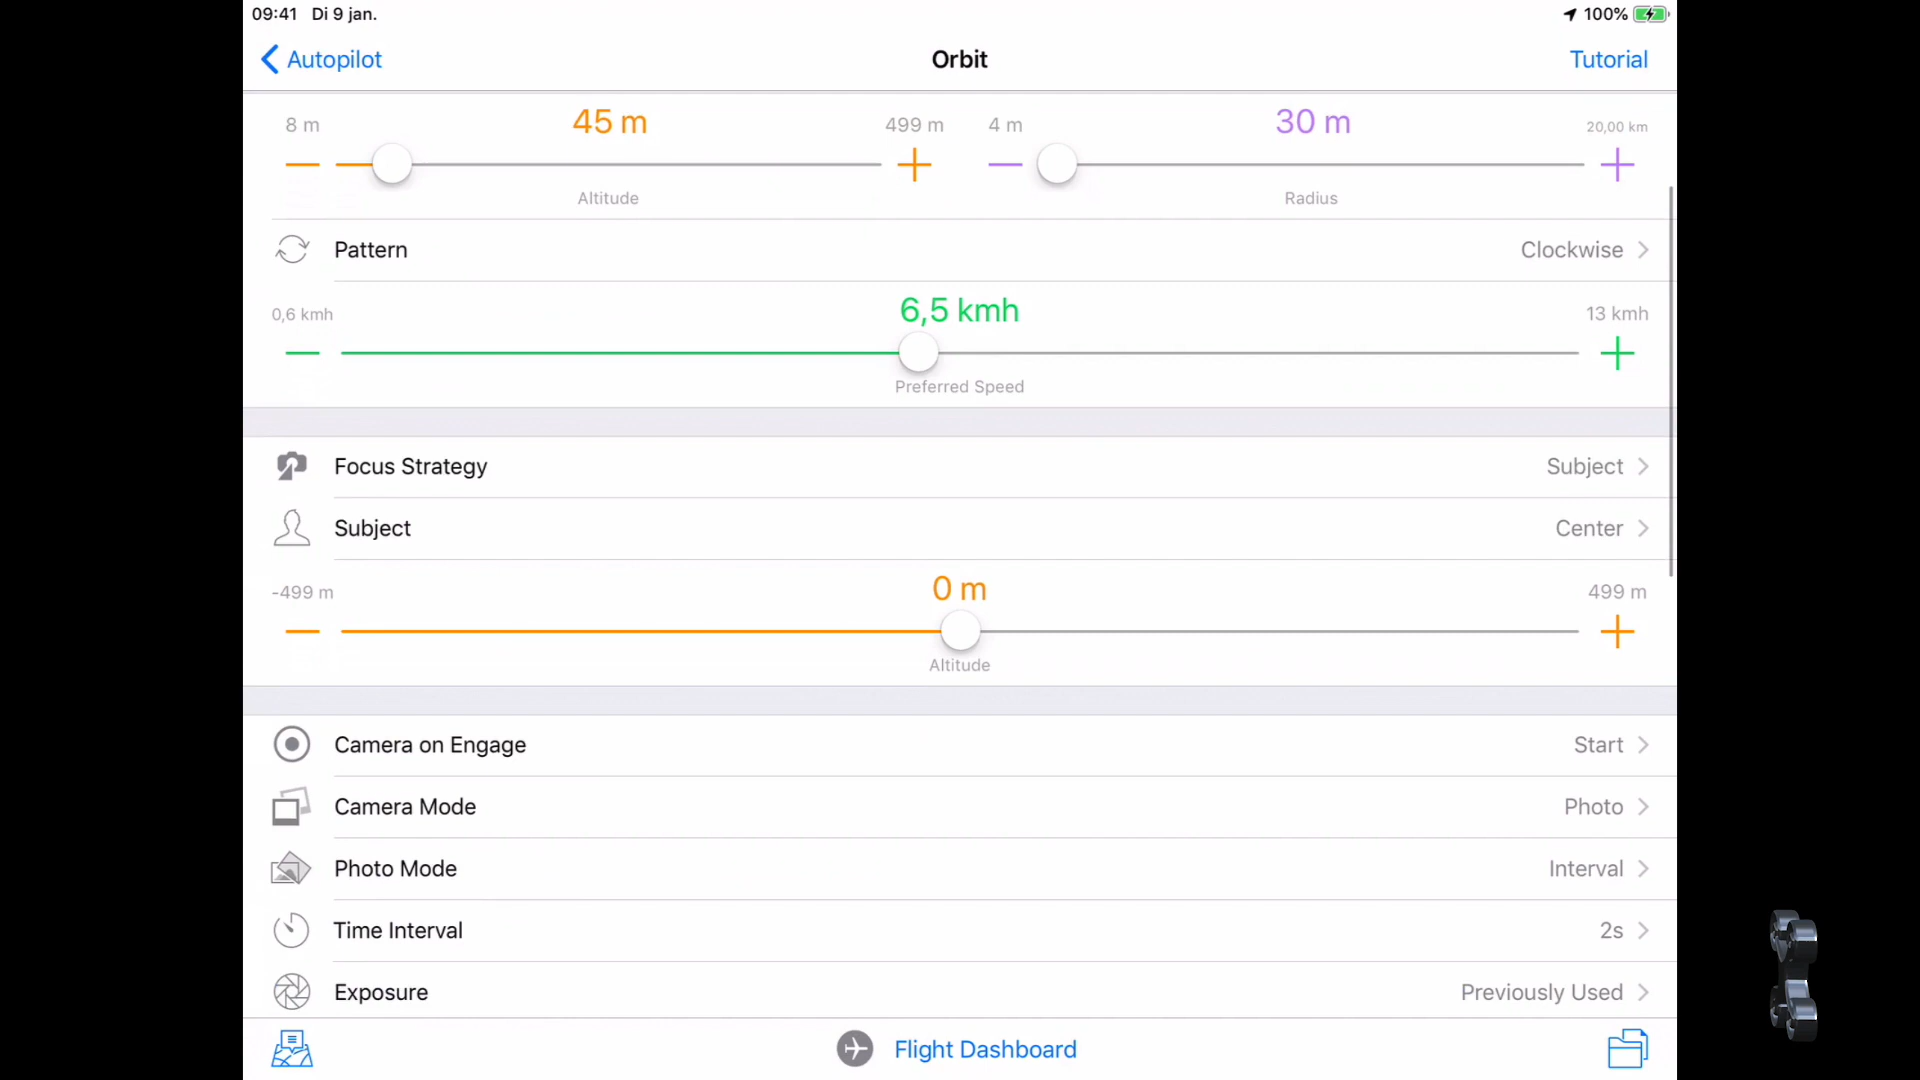 09:41 Di 9 jan. 100%
Autopilot Orbit Tutorial
8 m 45 m 499 m 4 m 30 m 20,00 km
Altitude Radius
Pattern Clockwise
0,6 kmh 6,5 kmh 13 kmh
Preferred Speed
Focus Strategy Subject
Subject Center
-499 m 0 m 499 m
Altitude
Camera on Engage Start
Camera Mode Photo
Photo Mode Interval
Time Interval 2s
Exposure Previously Used
Flight Dashboard